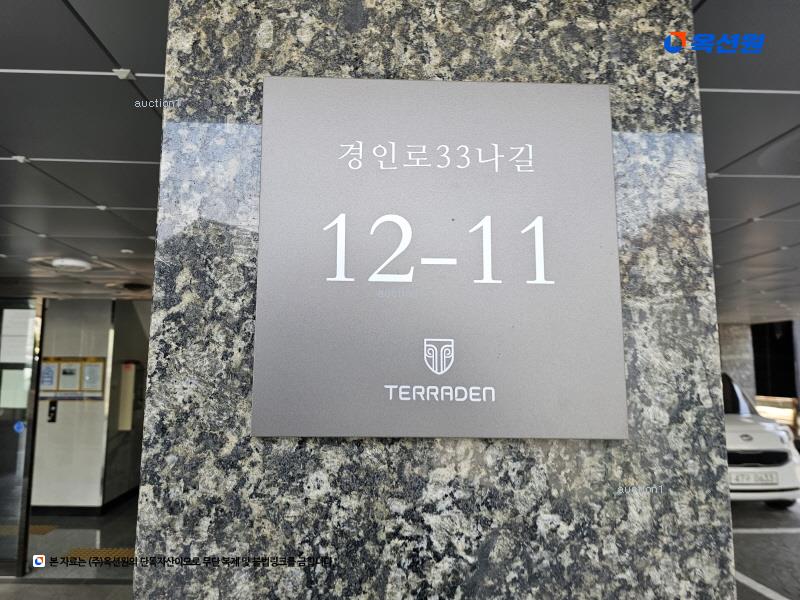 옥션원
auction1
경인로33나길
12-11
auction1
TERRADEN
auction1
본 자료는 (주)옥션원의 단독자산이므로 무단 복제 및 불법링크를 금합니다